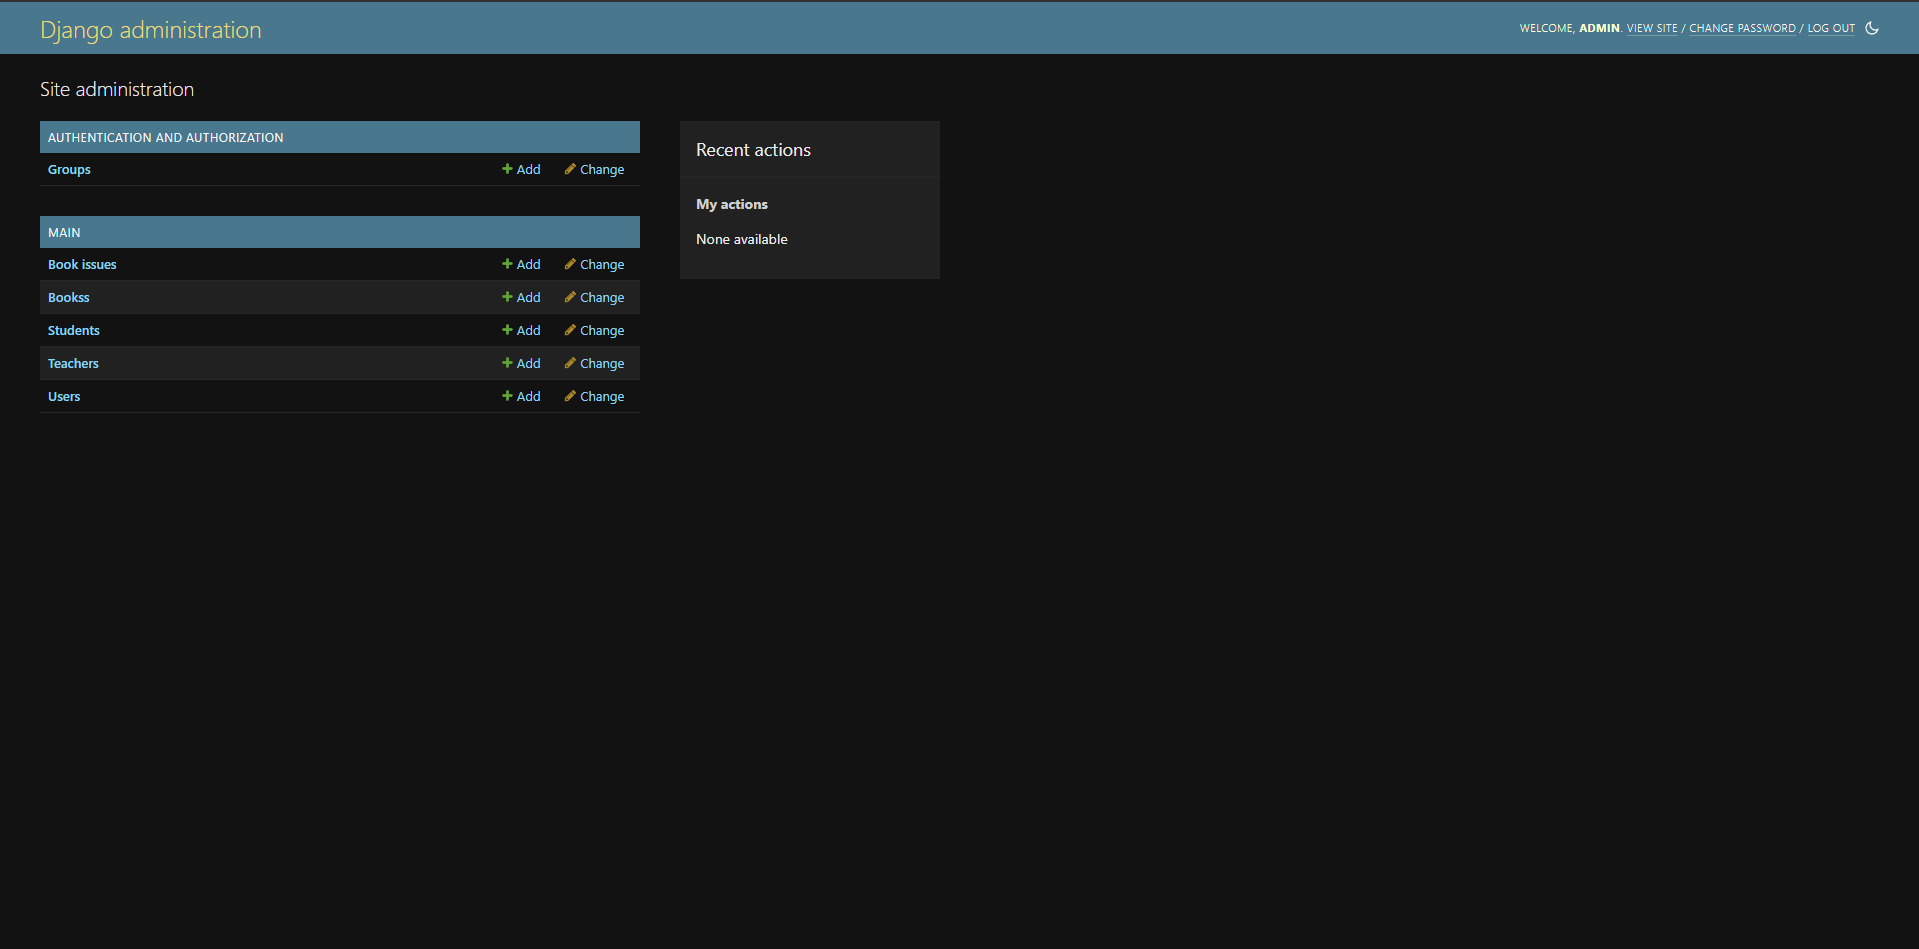 Django administration
WELCOME, ADMIN. VIEW SITE / CHANGE PASSWORD / LOG OUT
Site administration
AUTHENTICATION AND AUTHORIZATION
Groups Add Change
MAIN
Book issues Add Change
Bookss Add Change
Students Add Change
Teachers Add Change
Users Add Change
Recent actions
My actions
None available